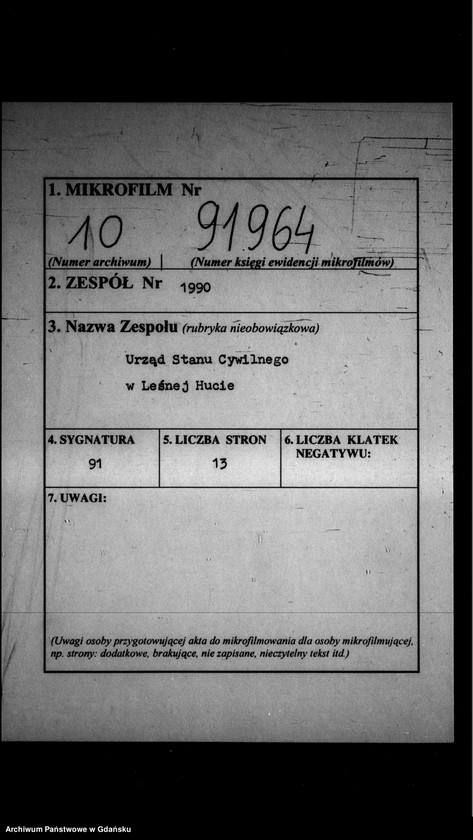 1. MIKROFILM Nr
10 91964
(Numer archiwum) (Numer księgi ewidencji mikrofilmów)
2. ZESPÓŁ Nr 1990
3. Nazwa Zespołu (rubryka nieobowiązkowa)
Urząd Stanu Cywilnego
w Leśnej Hucie
4. SYGNATURA 5. LICZBA STRON 6. LICZBA KLATEK
NEGATYWU:
91 13
7. UWAGI:
(Uwagi osoby przygotowującej akta do mikrofilmowania dla osoby mikrofilmującej,
np. strony: dodatkowe, brakujące, nie zapisane, nieczytelny tekst itd.)
Archiwum Państwowe w Gdańsku